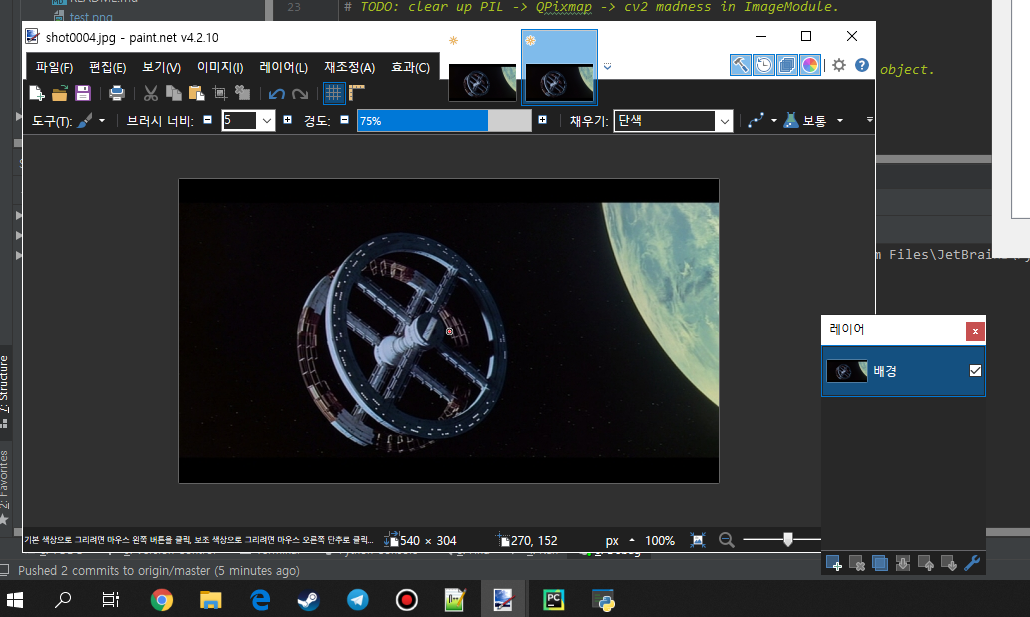 README.md
test.png
23
# TODO: clear up PIL -> QPixmap -> cv2 madness in ImageModule.
object.
shot0004.jpg - paint.net v4.2.10
파일(F) 편집(E) 보기(V) 이미지(I) 레이어(L) 재조정(A) 효과(C)
도구(T): 브러시 너비: 5 경도: 75% 채우기: 단색 보통
Files\JetBrains
레이어
x
배경
Structure
2: Favorites
기본 색상으로 그리려면 마우스 왼쪽 버튼을 클릭, 보조 색상으로 그리려면 마우스 오른쪽 단추로 클릭...
540 × 304
270, 152
px
100%
Pushed 2 commits to origin/master (5 minutes ago)
PC